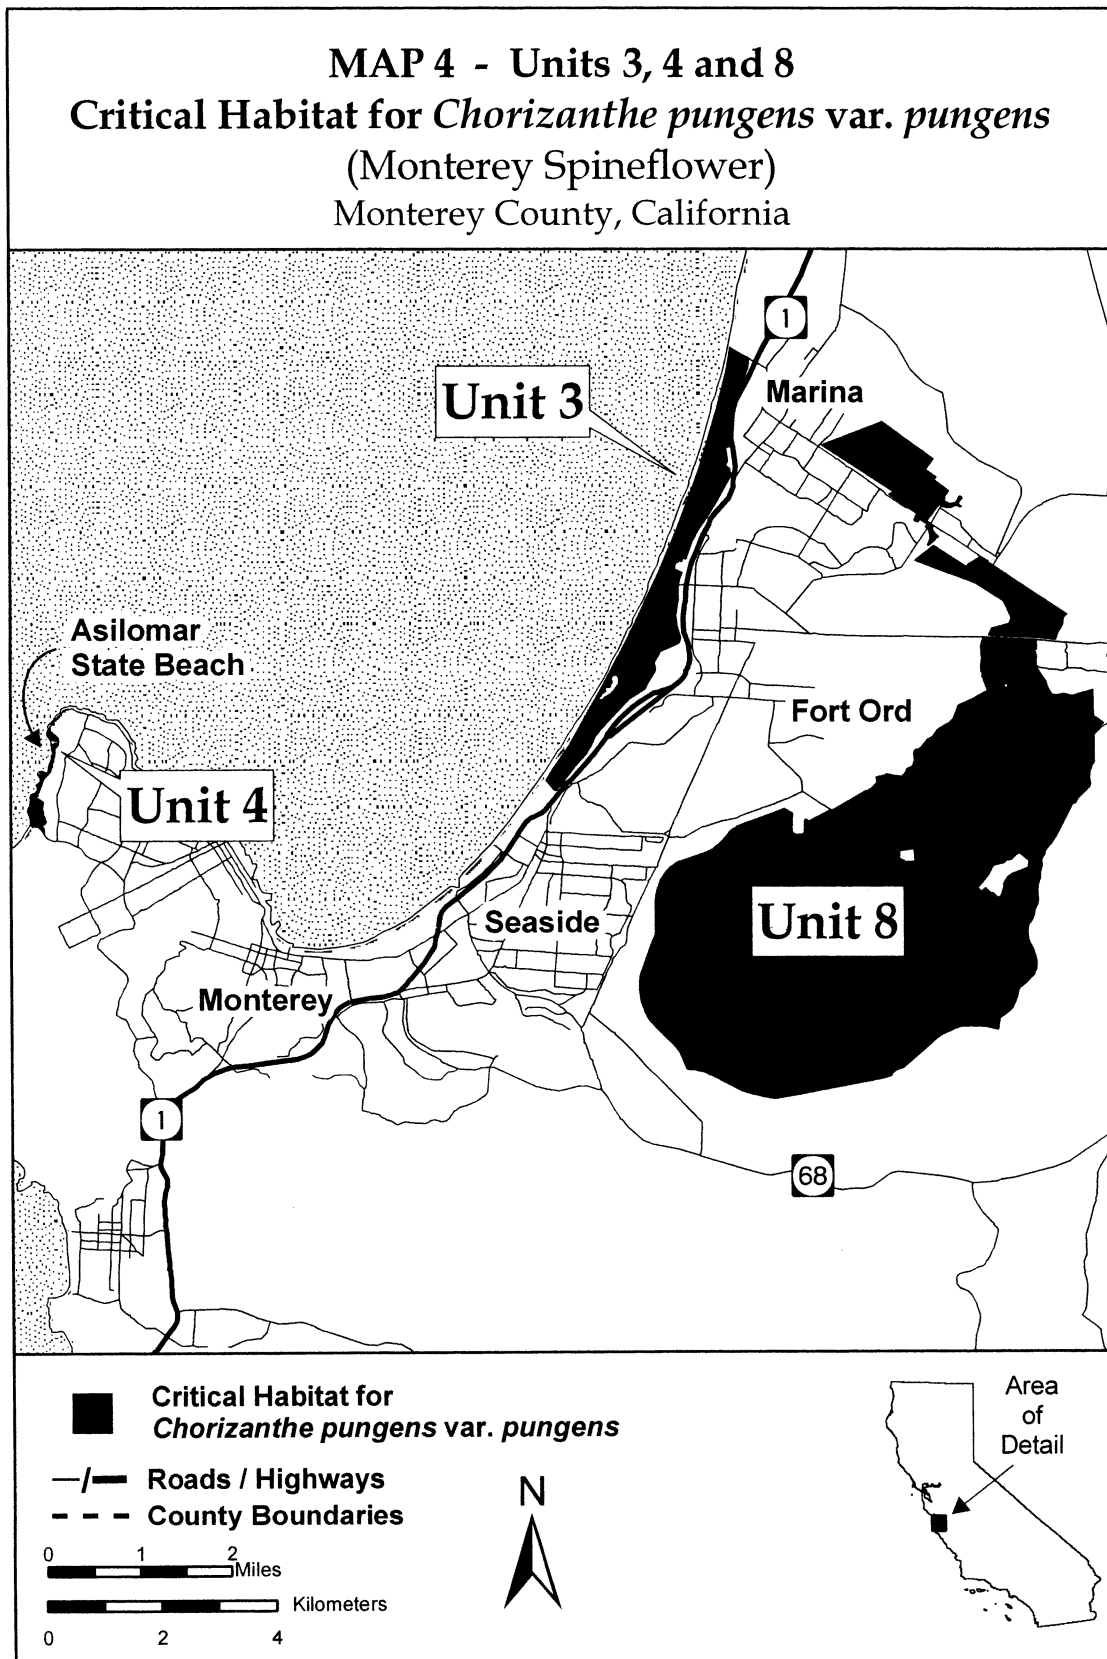 MAP 4 - Units 3, 4 and 8
Critical Habitat for Chorizanthe pungens var. pungens
(Monterey Spineflower)
Monterey County, California
1
Unit 3
Marina
Asilomar
State Beach
Fort Ord
Unit 4
Unit 8
Seaside
Monterey
1
68
Critical Habitat for
Chorizanthe pungens var. pungens
Roads / Highways
County Boundaries
0 1 2
Miles
Kilometers
0 2 4
N
Area
of
Detail